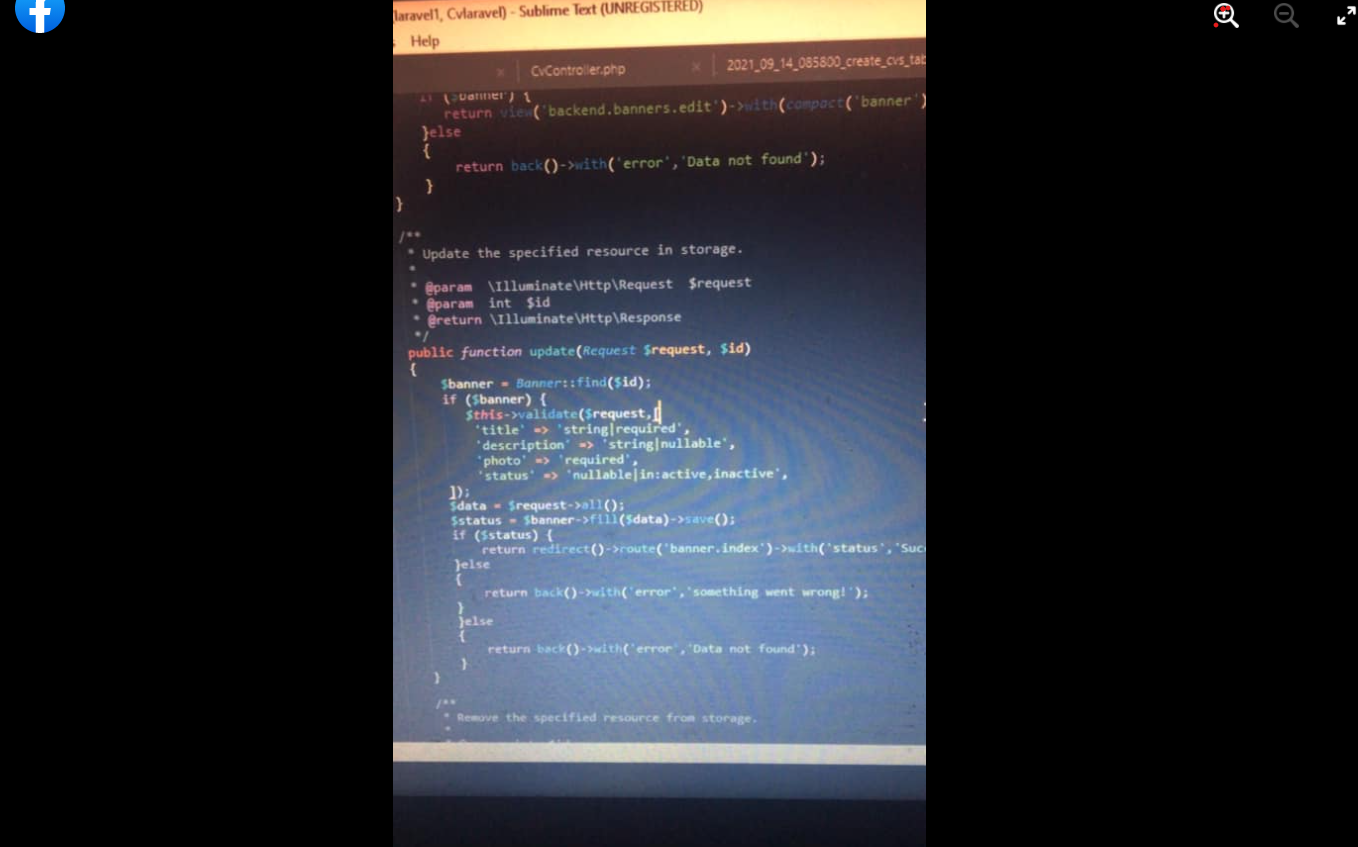 laravel1, Cvlaravel) - Sublime Text (UNREGISTERED)
Help
CvController.php
2021_09_14_085800_create_cvs_tab
if ($banner) {
return view('backend.banners.edit')->with(compact('banner')
}else
{
return back()->with('error','Data not found');
}
}
/**
* Update the specified resource in storage.
*
* @param \Illuminate\Http\Request $request
* @param int $id
* @return \Illuminate\Http\Response
*/
public function update(Request $request, $id)
{
$banner = Banner::find($id);
if ($banner) {
$this->validate($request,[
'title' => 'string|required',
'description' => 'string|nullable',
'photo' => 'required',
'status' => 'nullable|in:active,inactive',
]);
$data = $request->all();
$status = $banner->fill($data)->save();
if ($status) {
return redirect()->route('banner.index')->with('status','Succ
}else
{
return back()->with('error','something went wrong!');
}
}else
{
return back()->with('error','Data not found');
}
}
/**
* Remove the specified resource from storage.
*